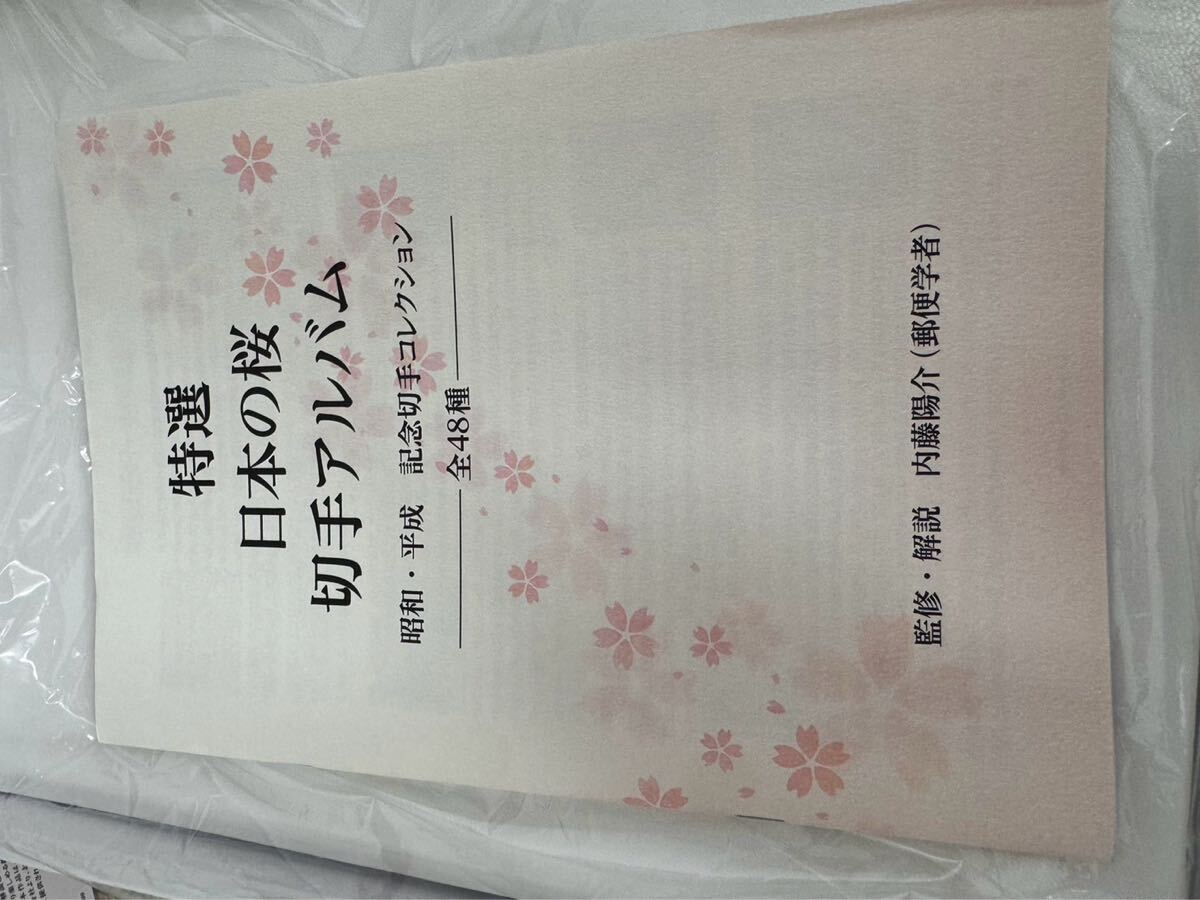 特選
日本の桜
切手アルバム
昭和・平成　記念切手コレクション
全48種
監修・解説　内藤陽介（郵便学者）